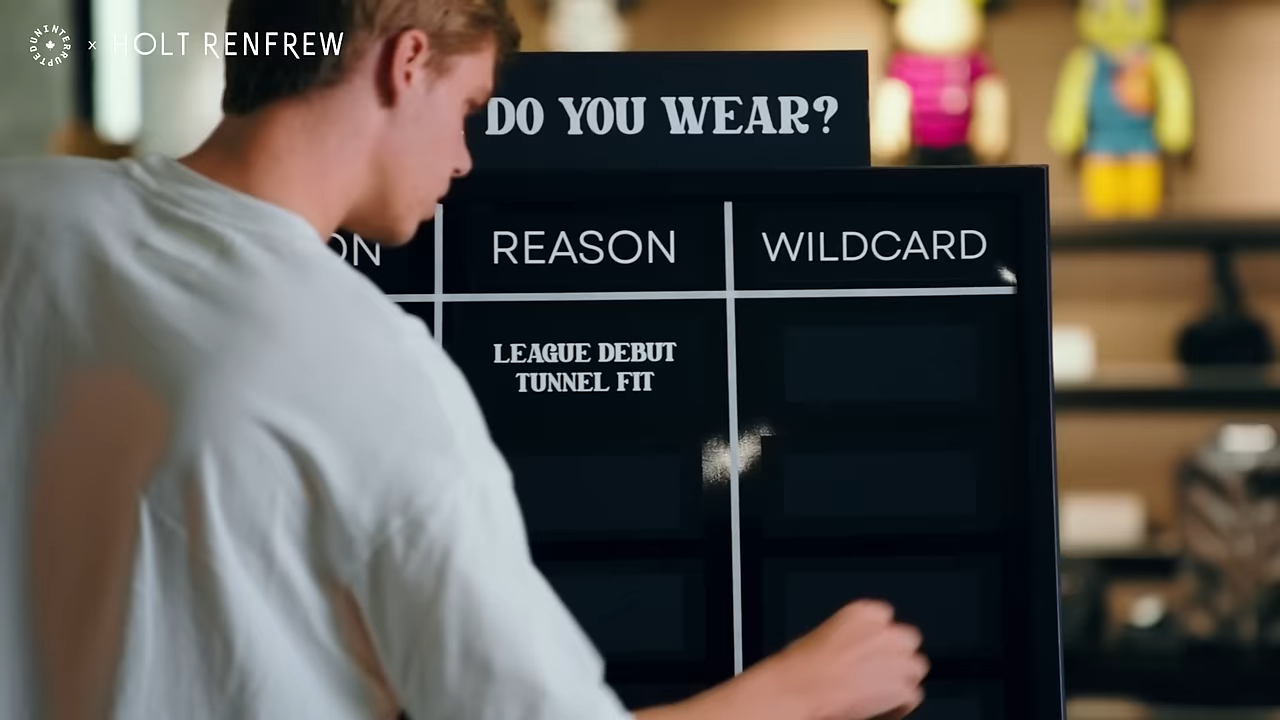 UNINTERRUPTED × HOLT RENFREW
DO YOU WEAR?
ON REASON WILDCARD
LEAGUE DEBUT
TUNNEL FIT